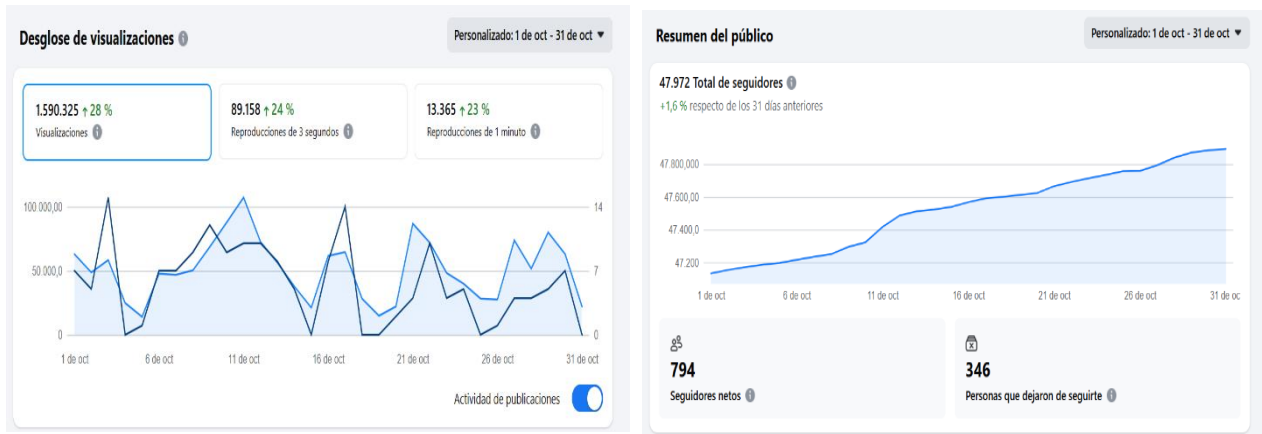 Desglose de visualizaciones
Personalizado: 1 de oct - 31 de oct
1.590.325 ↑ 28 %
Visualizaciones
89.158 ↑ 24 %
Reproducciones de 3 segundos
13.365 ↑ 23 %
Reproducciones de 1 minuto
100 000,00
14
50 000,0
7
0
0
1 de oct
6 de oct
11 de oct
16 de oct
21 de oct
26 de oct
31 de oct
Actividad de publicaciones
Resumen del público
Personalizado: 1 de oct - 31 de oct
47.972 Total de seguidores
+1,6 % respecto de los 31 días anteriores
47.800,000
47.600,00
47.400,0
47.200
1 de oct
6 de oct
11 de oct
16 de oct
21 de oct
26 de oct
31 de oc
794
Seguidores netos
346
Personas que dejaron de seguirte